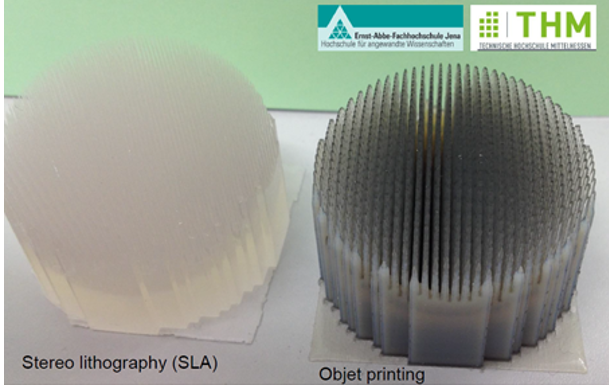 Ernst-Abbe-Fachhochschule Jena
Hochschule für angewandte Wissenschaften
THM
TECHNISCHE HOCHSCHULE MITTELHESSEN
Stereo lithography (SLA)
Objet printing